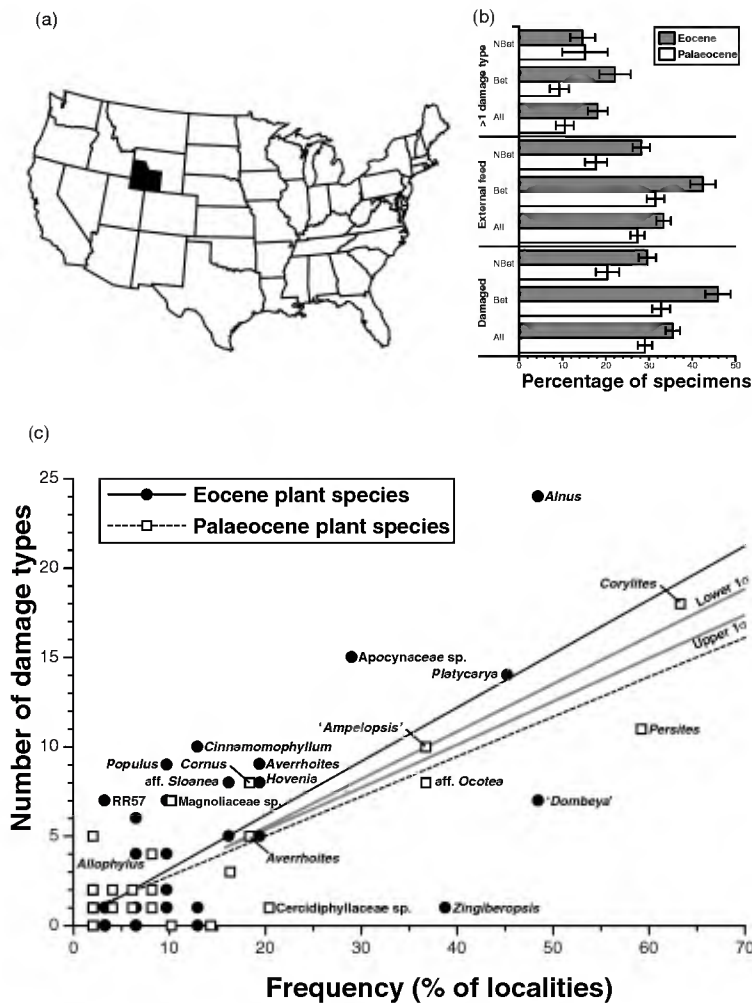 (a)
(b)
Eocene
Palaeocene
>1 damage type
NBet
Bet
All
External feed
NBet
Bet
All
Damaged
NBet
Bet
All
0 10 20 30 40 50
Percentage of specimens
(c)
Number of damage types
25
20
15
10
5
0
Eocene plant species
Palaeocene plant species
Alnus
Corylites
Lower 1σ
Upper 1σ
Apocynaceae sp.
Platycarya
'Ampelopsis'
Persites
Cinnamomophyllum
Populus
Cornus
Averrhoites
aff. Sloanea
Hovenia
aff. Ocotea
RR57
Magnoliaceae sp.
'Dombeya'
Allophylus
Averrhoites
Cercidiphyllaceae sp.
Zingiberopsis
0 10 20 30 40 50 60 70
Frequency (% of localities)